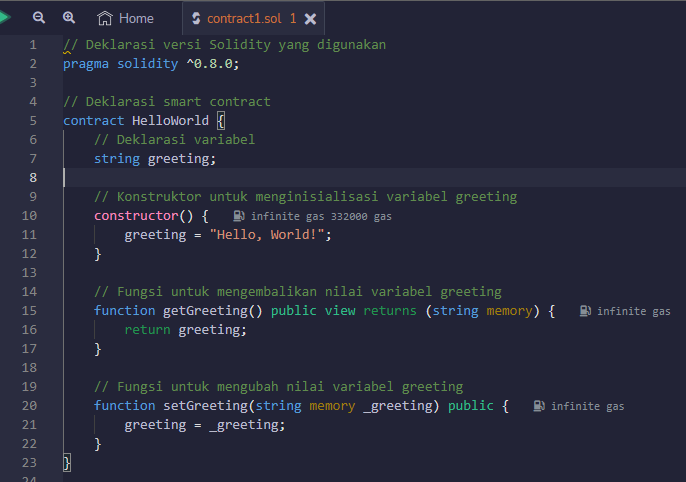 Home contract1.sol 1
1 // Deklarasi versi Solidity yang digunakan
2 pragma solidity ^0.8.0;
3
4 // Deklarasi smart contract
5 contract HelloWorld {
6 // Deklarasi variabel
7 string greeting;
8
9 // Konstruktor untuk menginisialisasi variabel greeting
10 constructor() { infinite gas 332000 gas
11 greeting = "Hello, World!";
12 }
13
14 // Fungsi untuk mengembalikan nilai variabel greeting
15 function getGreeting() public view returns (string memory) { infinite gas
16 return greeting;
17 }
18
19 // Fungsi untuk mengubah nilai variabel greeting
20 function setGreeting(string memory _greeting) public { infinite gas
21 greeting = _greeting;
22 }
23 }
24